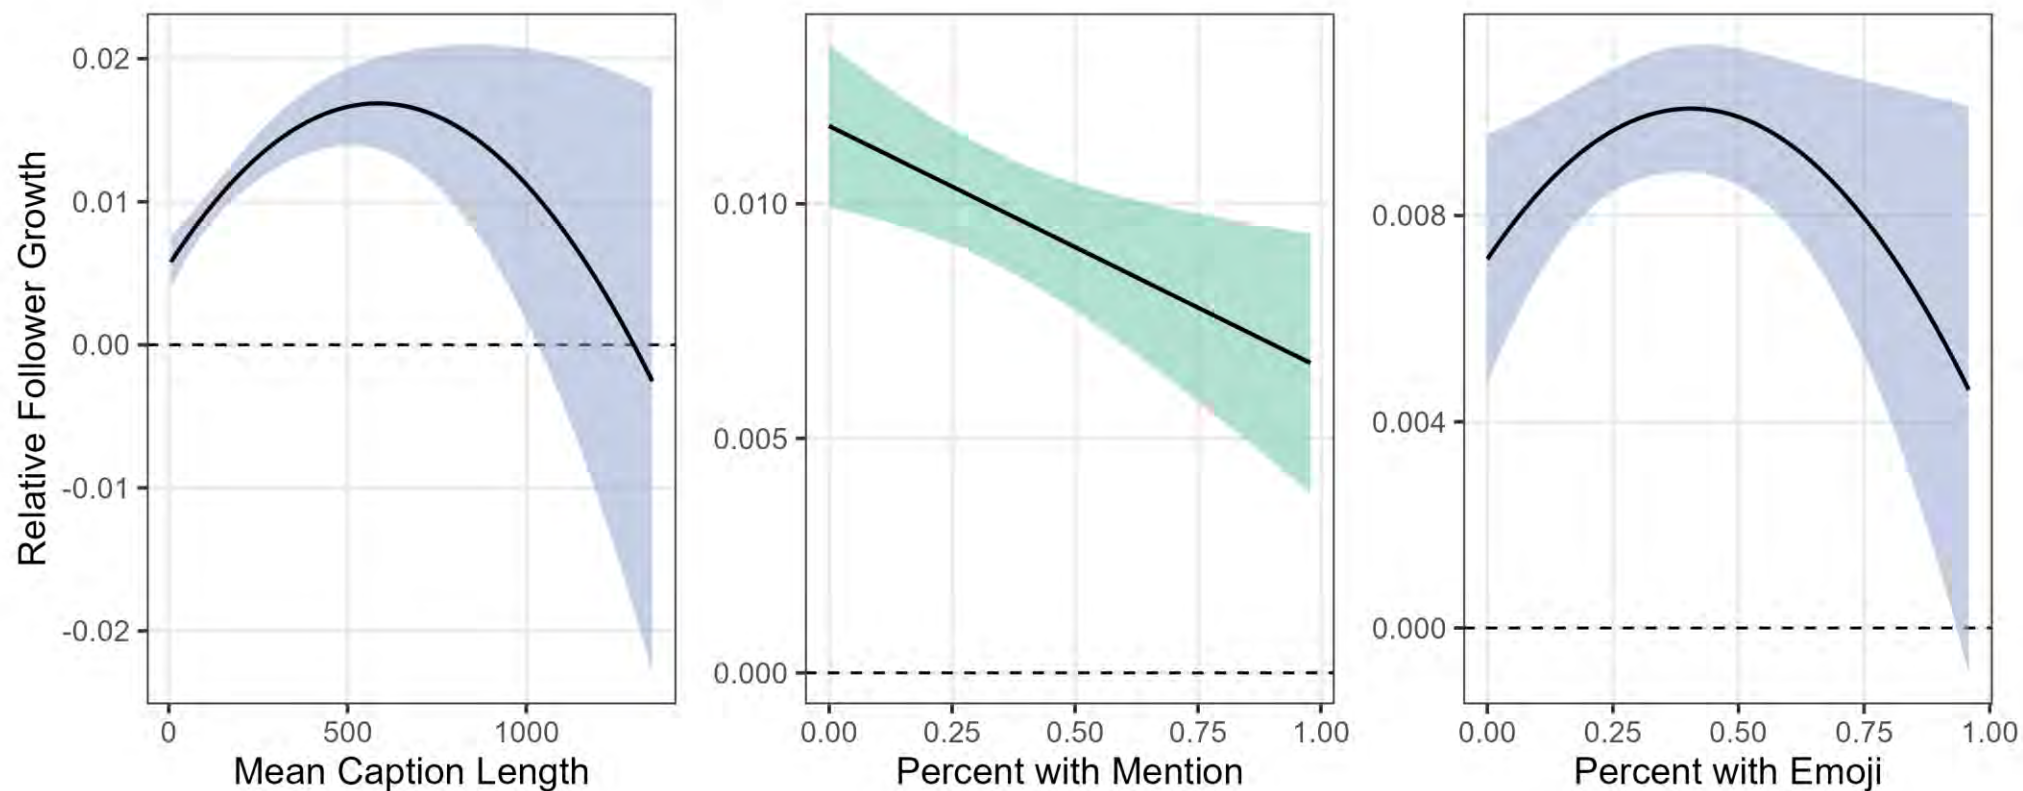 Relative Follower Growth
0.02
0.01
0.00
-0.01
-0.02
0 500 1000
Mean Caption Length
0.010
0.005
0.000
0.00 0.25 0.50 0.75 1.00
Percent with Mention
0.008
0.004
0.000
0.00 0.25 0.50 0.75 1.00
Percent with Emoji